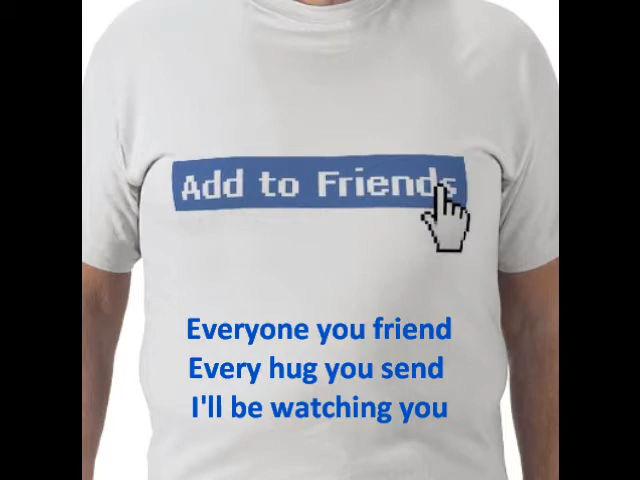 Add to Friends
Everyone you friend
Every hug you send
I'll be watching you